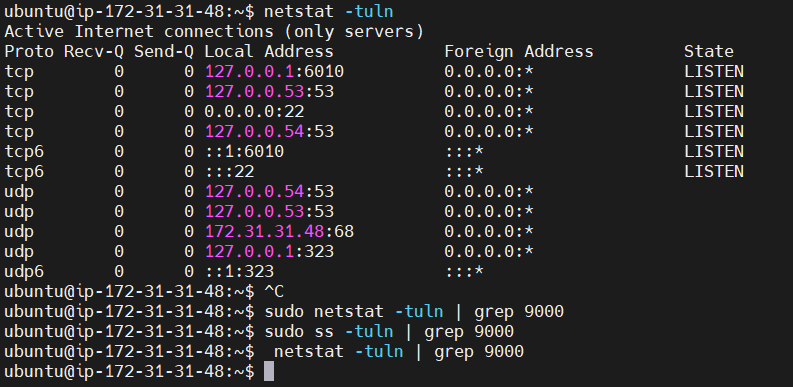 ubuntu@ip-172-31-31-48:~$ netstat -tuln
Active Internet connections (only servers)
Proto Recv-Q Send-Q Local Address           Foreign Address         State
tcp        0      0 127.0.0.1:6010          0.0.0.0:*               LISTEN
tcp        0      0 127.0.0.53:53           0.0.0.0:*               LISTEN
tcp        0      0 0.0.0.0:22              0.0.0.0:*               LISTEN
tcp        0      0 127.0.0.54:53           0.0.0.0:*               LISTEN
tcp6       0      0 ::1:6010                :::*                    LISTEN
tcp6       0      0 :::22                   :::*                    LISTEN
udp        0      0 127.0.0.54:53           0.0.0.0:*
udp        0      0 127.0.0.53:53           0.0.0.0:*
udp        0      0 172.31.31.48:68         0.0.0.0:*
udp        0      0 127.0.0.1:323           0.0.0.0:*
udp6       0      0 ::1:323                 :::*
ubuntu@ip-172-31-31-48:~$ ^C
ubuntu@ip-172-31-31-48:~$ sudo netstat -tuln | grep 9000
ubuntu@ip-172-31-31-48:~$ sudo ss -tuln | grep 9000
ubuntu@ip-172-31-31-48:~$  netstat -tuln | grep 9000
ubuntu@ip-172-31-31-48:~$